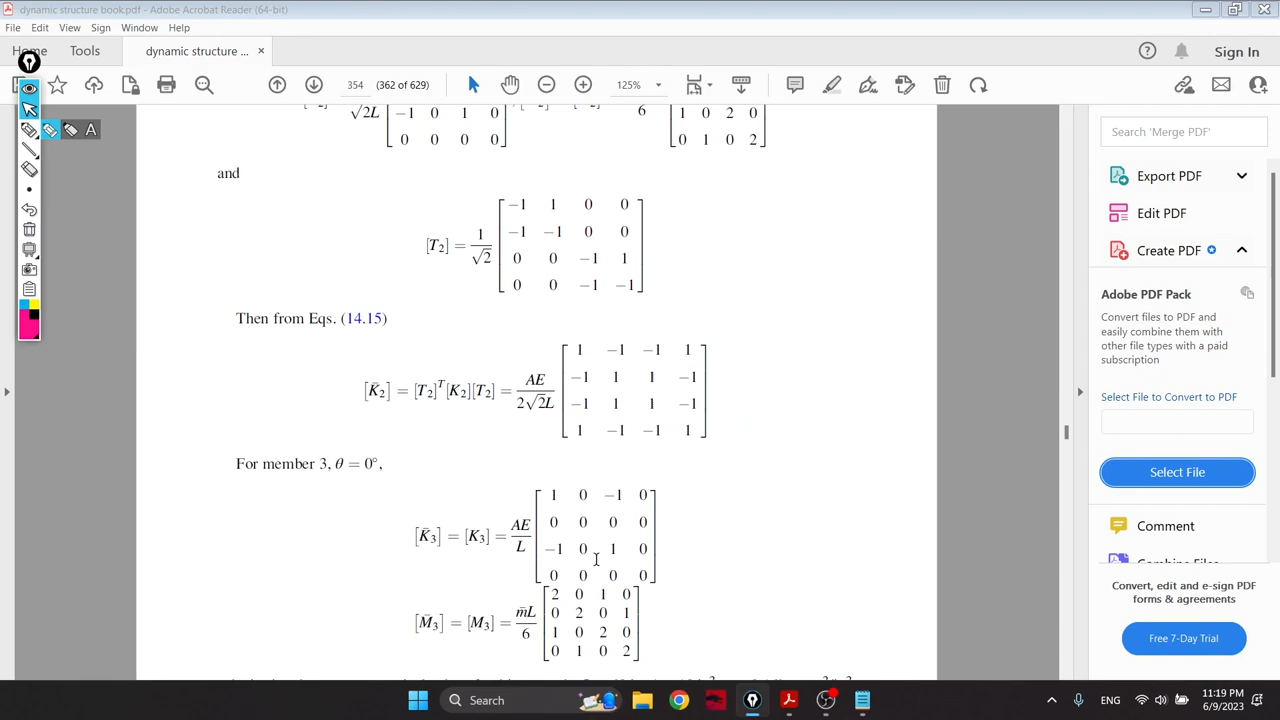 dynamic structure book.pdf - Adobe Acrobat Reader (64-bit)
File Edit View Sign Window Help
Home Tools dynamic structure ... × Sign In
354 (362 of 629) 125%
√2L −1 0 1 0 6 1 0 2 0
0 0 0 0 0 1 0 2
and
−1 1 0 0
−1 −1 0 0
[T₂] = 1/√2
0 0 −1 1
0 0 −1 −1
Then from Eqs. (14.15)
1 −1 −1 1
−1 1 1 −1
[K̄₂] = [T₂]ᵀ[K₂][T₂] = AE/2√2L
−1 1 1 −1
1 −1 −1 1
For member 3, θ = 0°,
1 0 −1 0
0 0 0 0
[K̄₃] = [K₃] = AE/L
−1 0 1 0
0 0 0 0
2 0 1 0
0 2 0 1
[M̄₃] = [M₃] = m̄L/6
1 0 2 0
0 1 0 2
A
Search 'Merge PDF'
Export PDF
Edit PDF
Create PDF
Adobe PDF Pack
Convert files to PDF and
easily combine them with
other file types with a paid
subscription
Select File to Convert to PDF
Select File
Comment
Combine Files
Convert, edit and e-sign PDF
forms & agreements
Free 7-Day Trial
Search
ENG
11:19 PM
6/9/2023